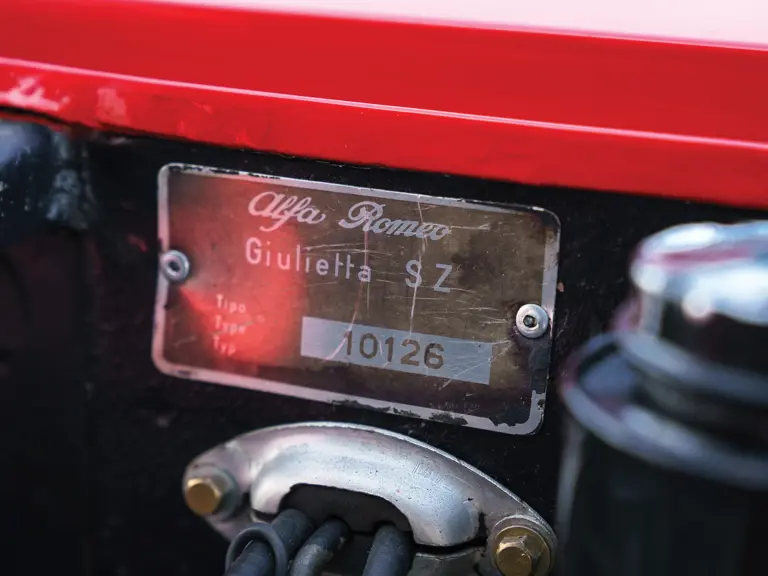 Alfa Romeo
Giulietta SZ
Tipo
Type
Typ
10126